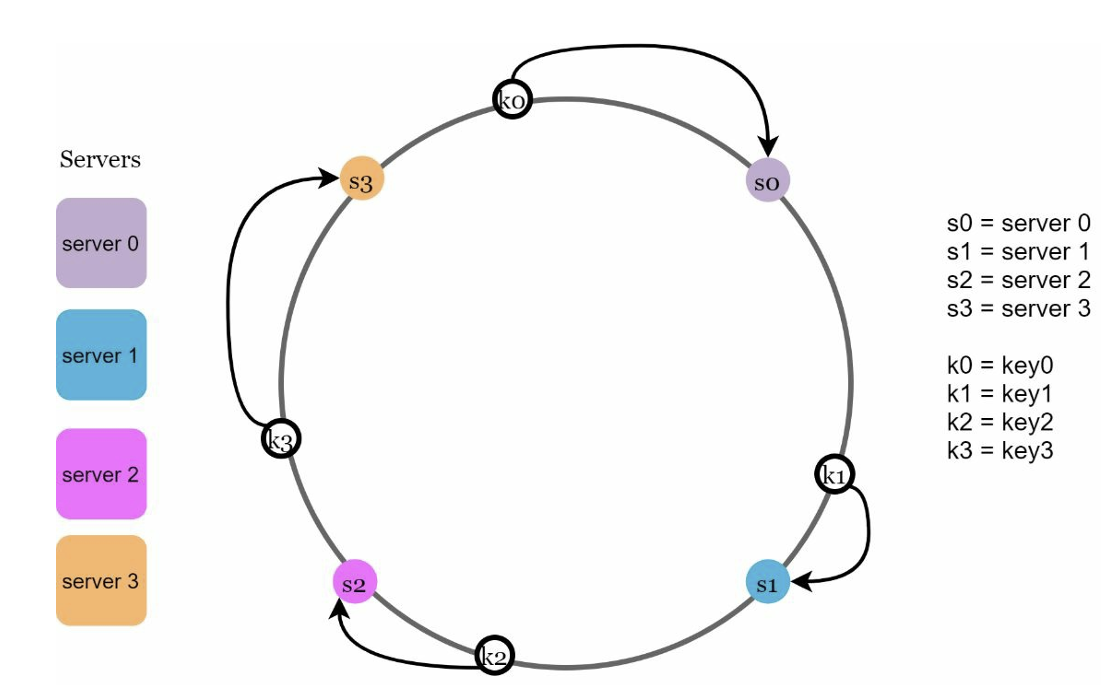 Servers
server 0
server 1
server 2
server 3
k0
s0
k1
s1
k2
s2
k3
s3
s0 = server 0
s1 = server 1
s2 = server 2
s3 = server 3
k0 = key0
k1 = key1
k2 = key2
k3 = key3